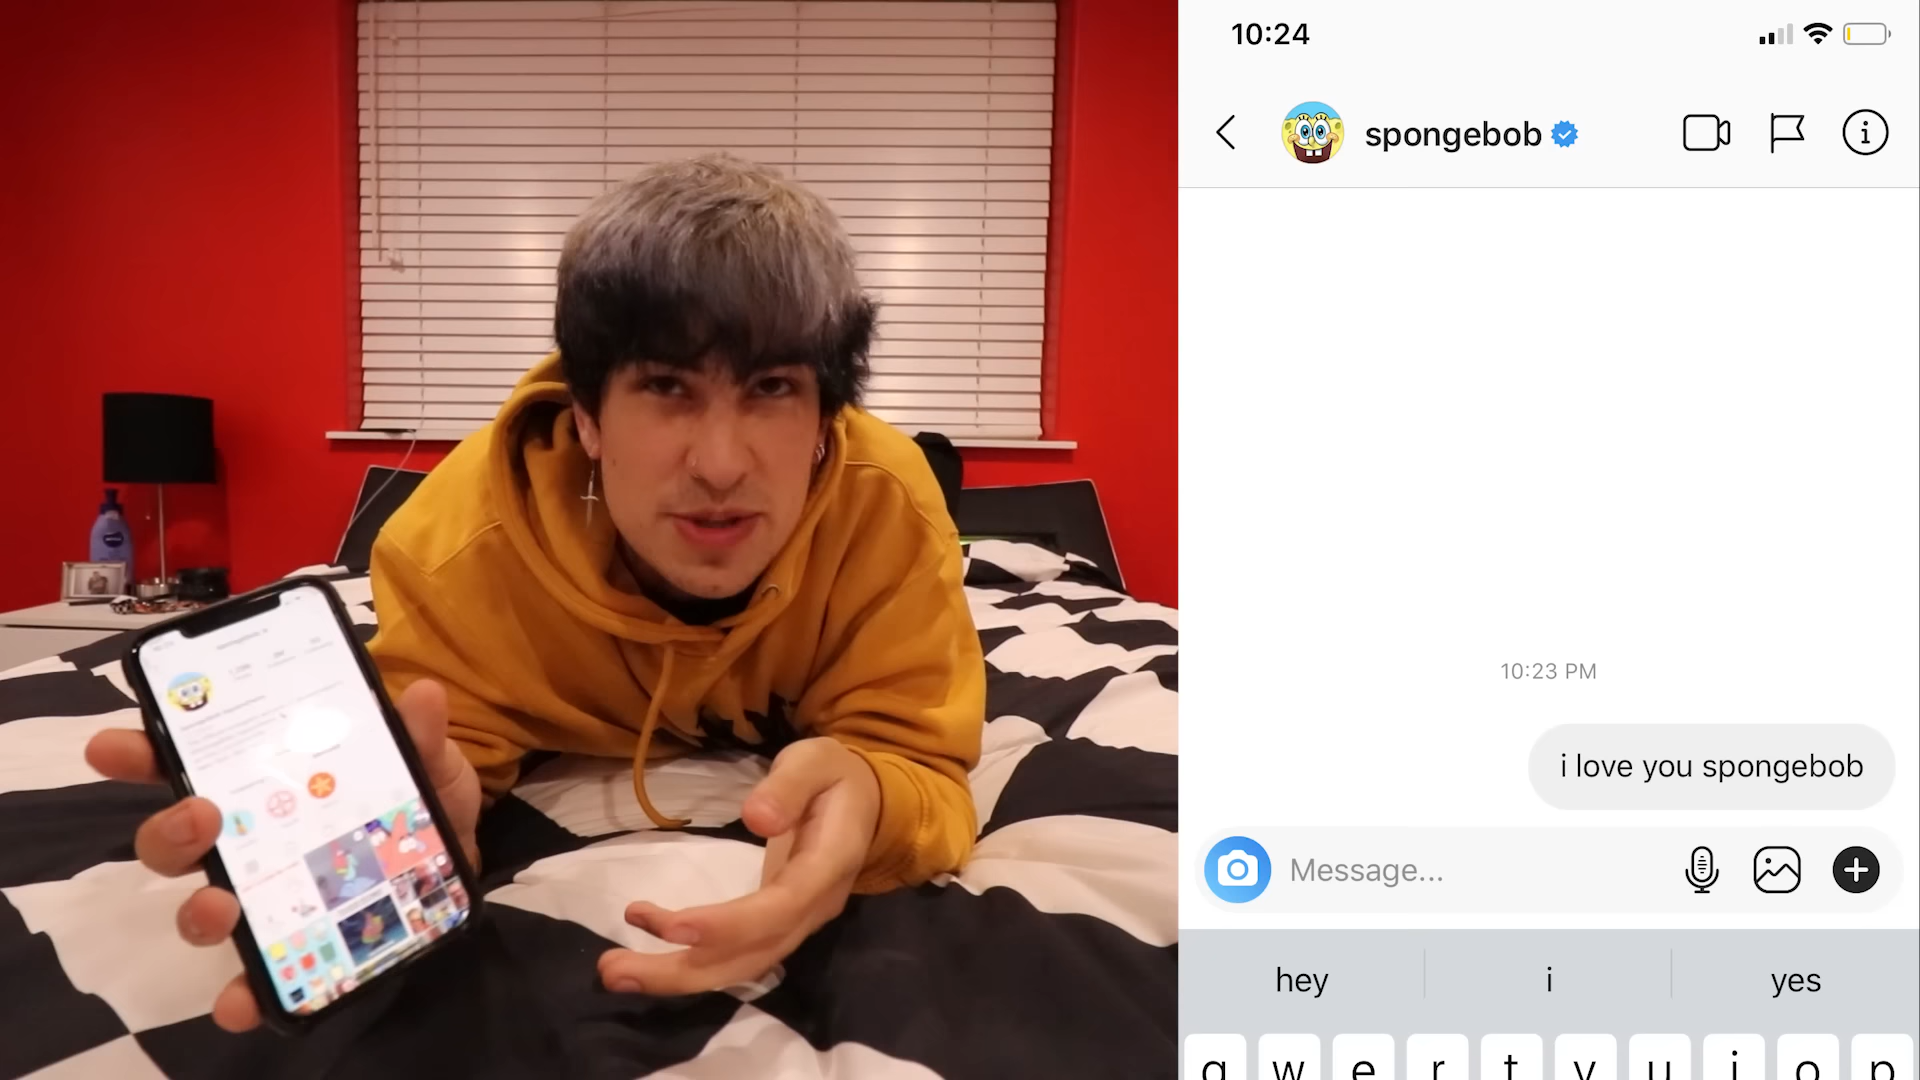 10:24
spongebob
10:23 PM
i love you spongebob
Message...
hey
i
yes
q w e r t y u i o p